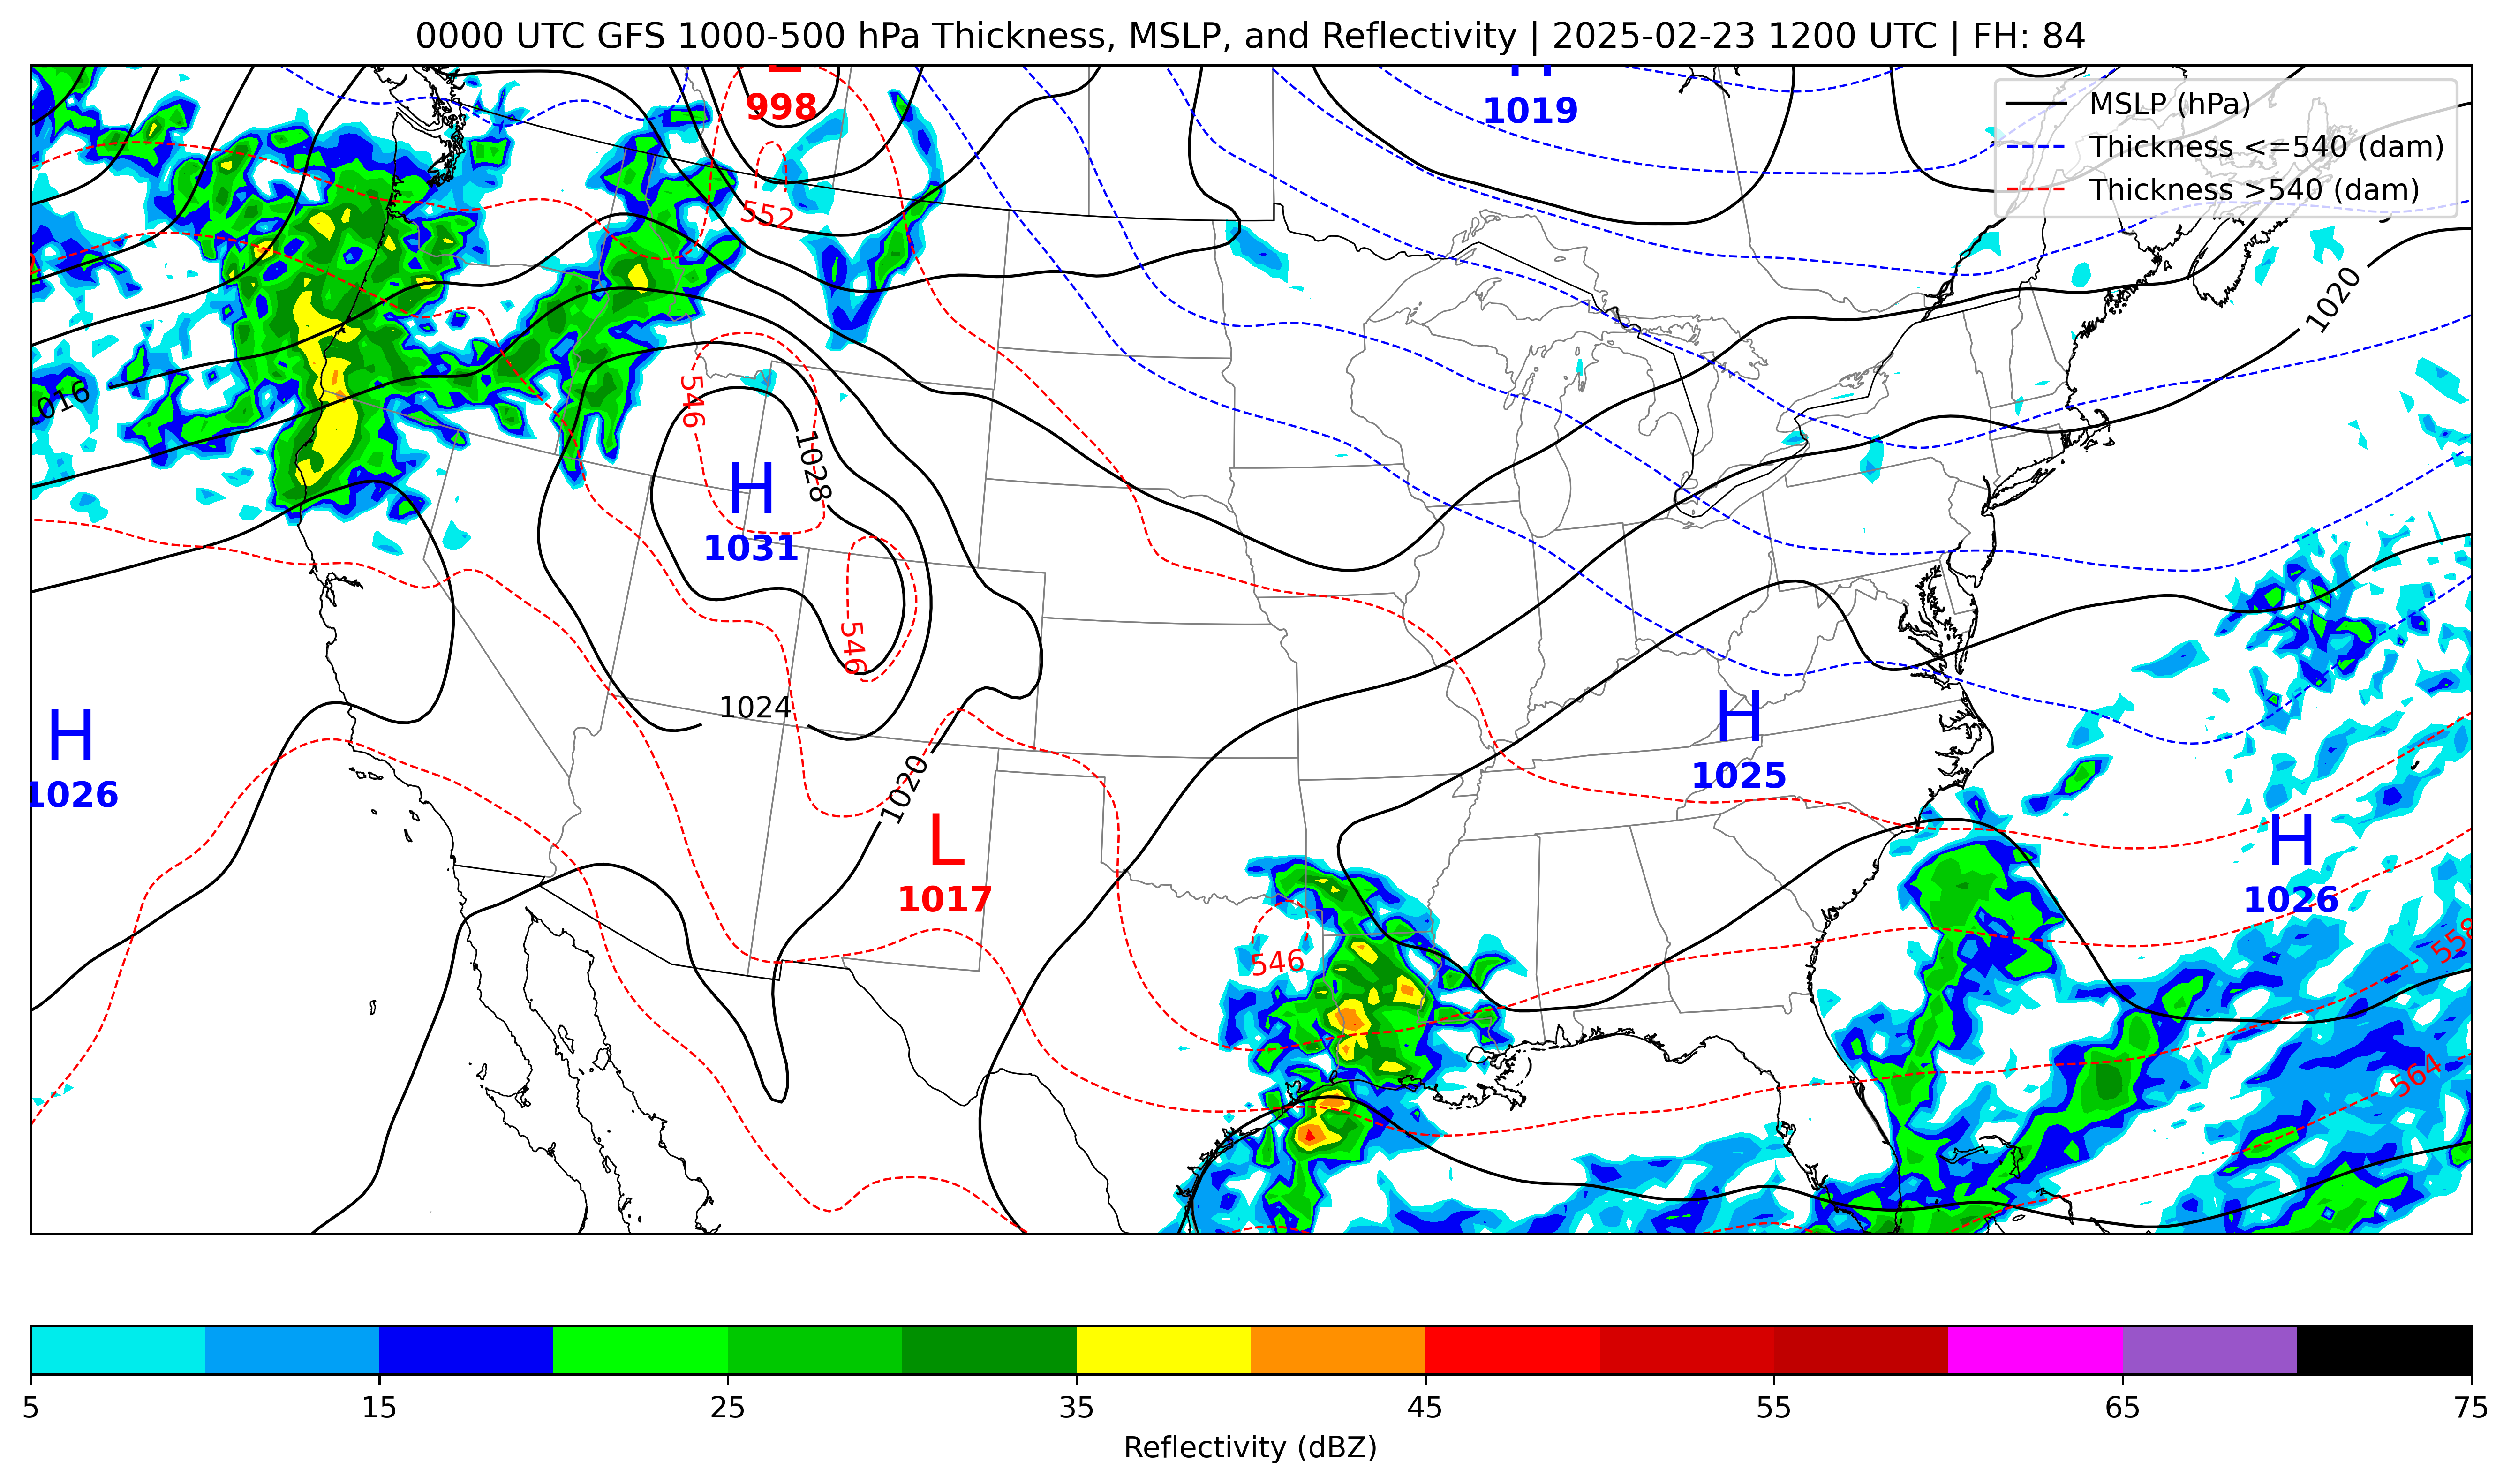 0000 UTC GFS 1000-500 hPa Thickness, MSLP, and Reflectivity | 2025-02-23 1200 UTC | FH: 84
998
1019
MSLP (hPa)
Thickness <=540 (dam)
Thickness >540 (dam)
552
1020
016
546
1028
H
1031
546
1024
H
1026
H
1025
1020
L
1017
H
1026
546
558
564
5 15 25 35 45 55 65 75
Reflectivity (dBZ)